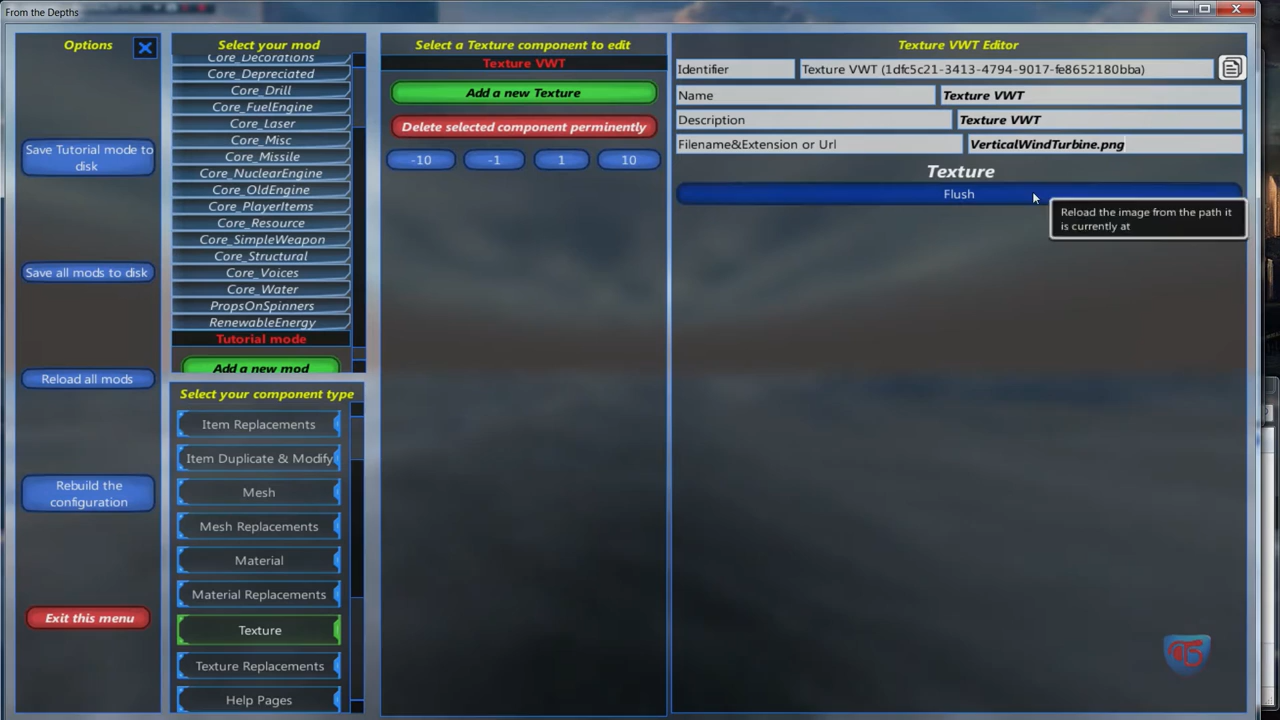 From the Depths
Options
Save Tutorial mode to
disk
Save all mods to disk
Reload all mods
Rebuild the
configuration
Exit this menu
Select your mod
Core_Decorations
Core_Depreciated
Core_Drill
Core_FuelEngine
Core_Laser
Core_Misc
Core_Missile
Core_NuclearEngine
Core_OldEngine
Core_PlayerItems
Core_Resource
Core_SimpleWeapon
Core_Structural
Core_Voices
Core_Water
PropsOnSpinners
RenewableEnergy
Tutorial mode
Add a new mod
Select your component type
Item Replacements
Item Duplicate & Modify
Mesh
Mesh Replacements
Material
Material Replacements
Texture
Texture Replacements
Help Pages
Select a Texture component to edit
Texture VWT
Add a new Texture
Delete selected component perminently
-10 -1 1 10
Texture VWT Editor
Identifier Texture VWT (1dfc5c21-3413-4794-9017-fe8652180bba)
Name Texture VWT
Description Texture VWT
Filename&Extension or Url VerticalWindTurbine.png
Texture
Flush
Reload the image from the path it
is currently at